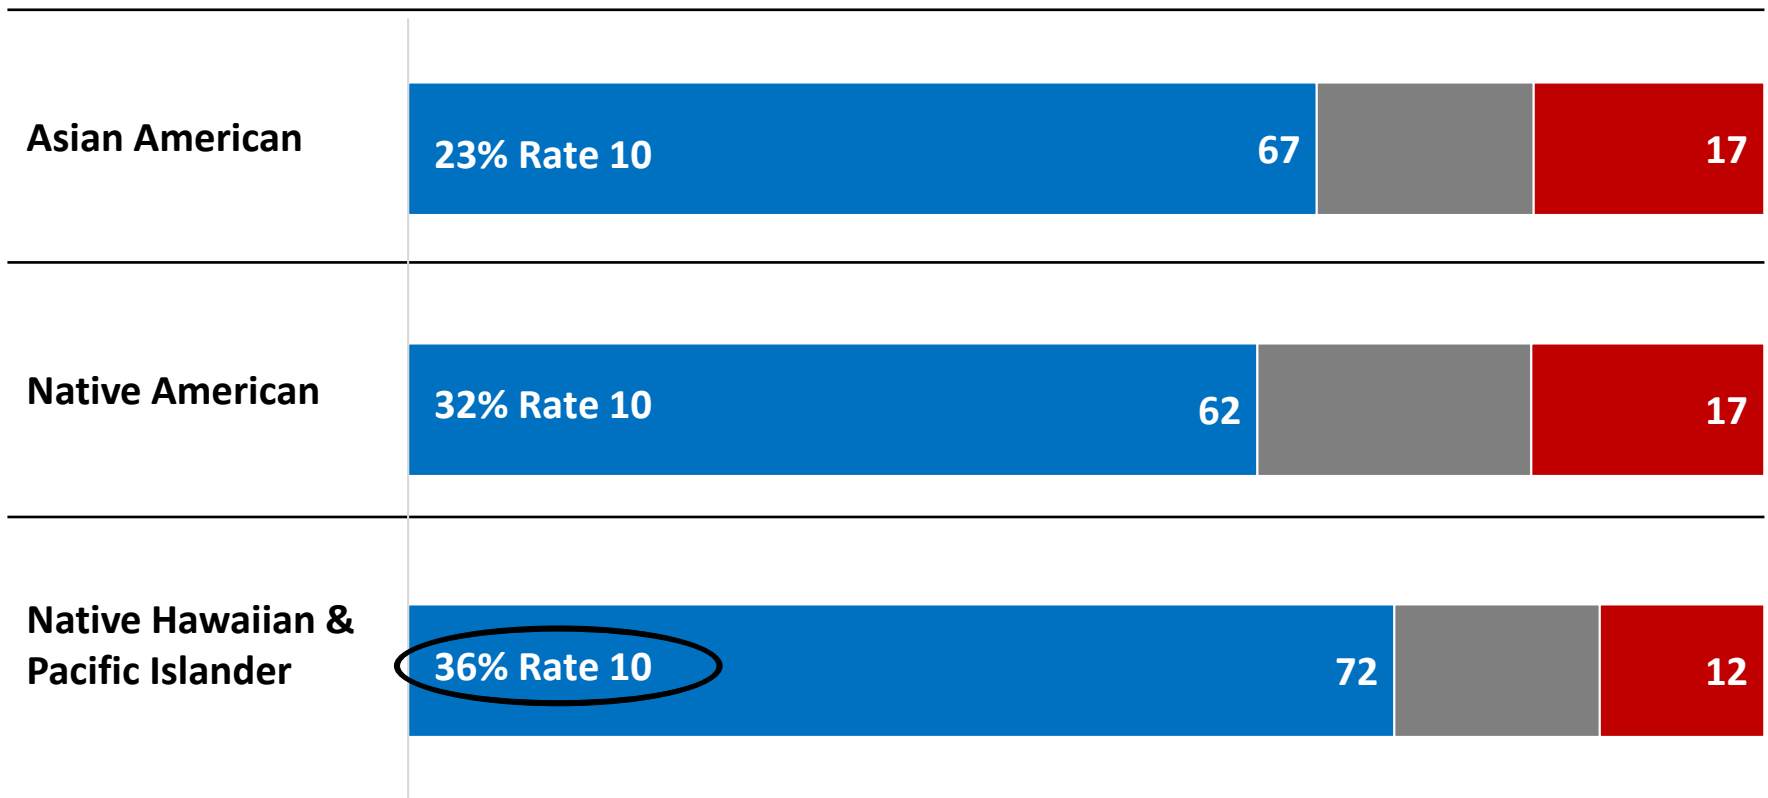 Asian American
23% Rate 10
67
17
Native American
32% Rate 10
62
17
Native Hawaiian &
Pacific Islander
36% Rate 10
72
12